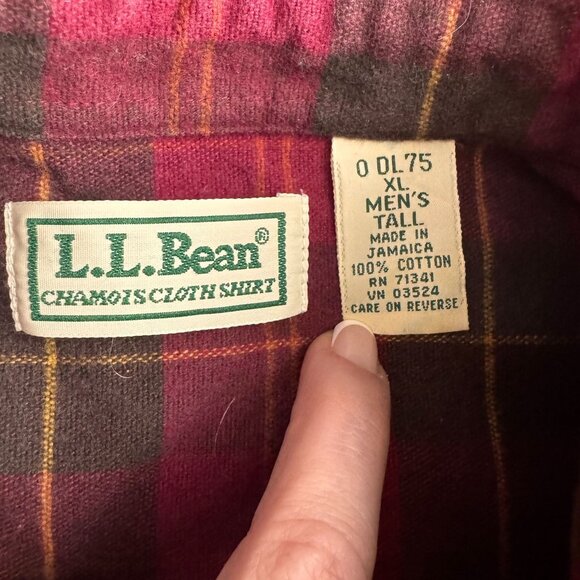 L.L.Bean®
CHAMOIS CLOTH SHIRT
0 DL75
XL
MEN'S
TALL
MADE IN
JAMAICA
100% COTTON
RN 71341
VN 03524
CARE ON REVERSE